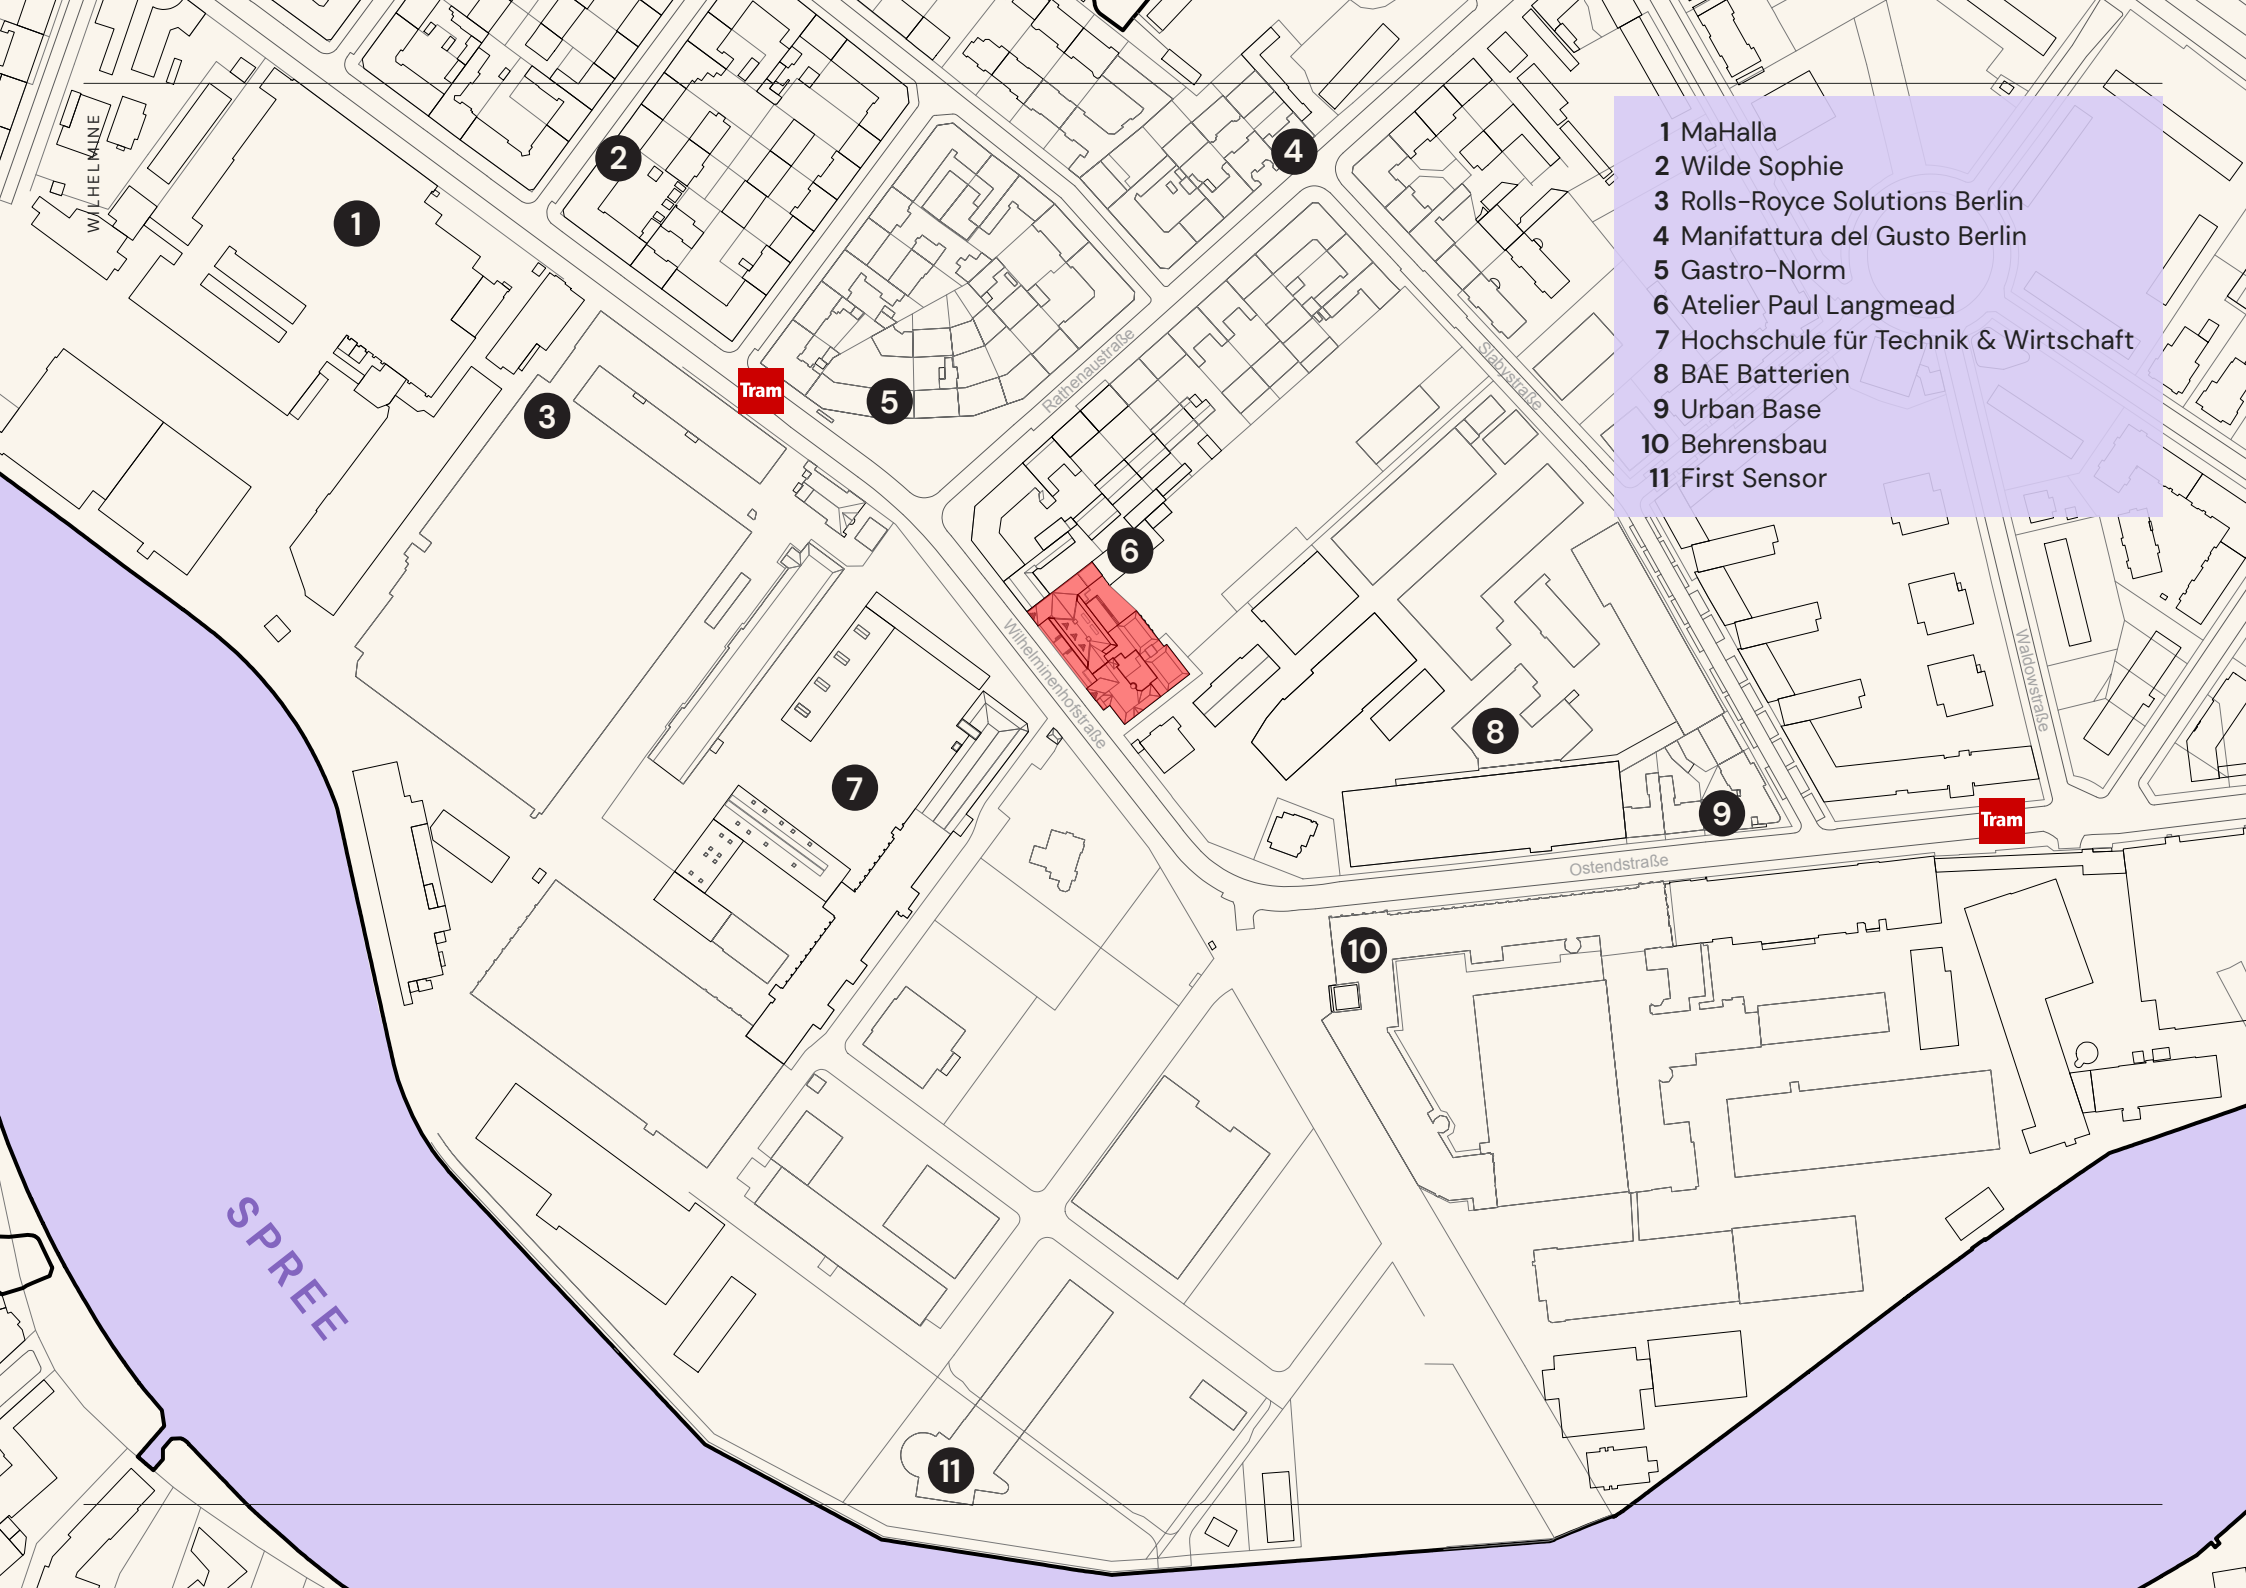 WILHELMINE
1 MaHalla
2 Wilde Sophie
3 Rolls-Royce Solutions Berlin
4 Manifattura del Gusto Berlin
5 Gastro-Norm
6 Atelier Paul Langmead
7 Hochschule für Technik & Wirtschaft
8 BAE Batterien
9 Urban Base
10 Behrensbau
11 First Sensor
1
2
4
3
Tram
5
Rathenaustraße
Slabystraße
6
Wilhelminenhofstraße
Waldowstraße
7
8
9
Tram
Ostendstraße
10
SPREE
11